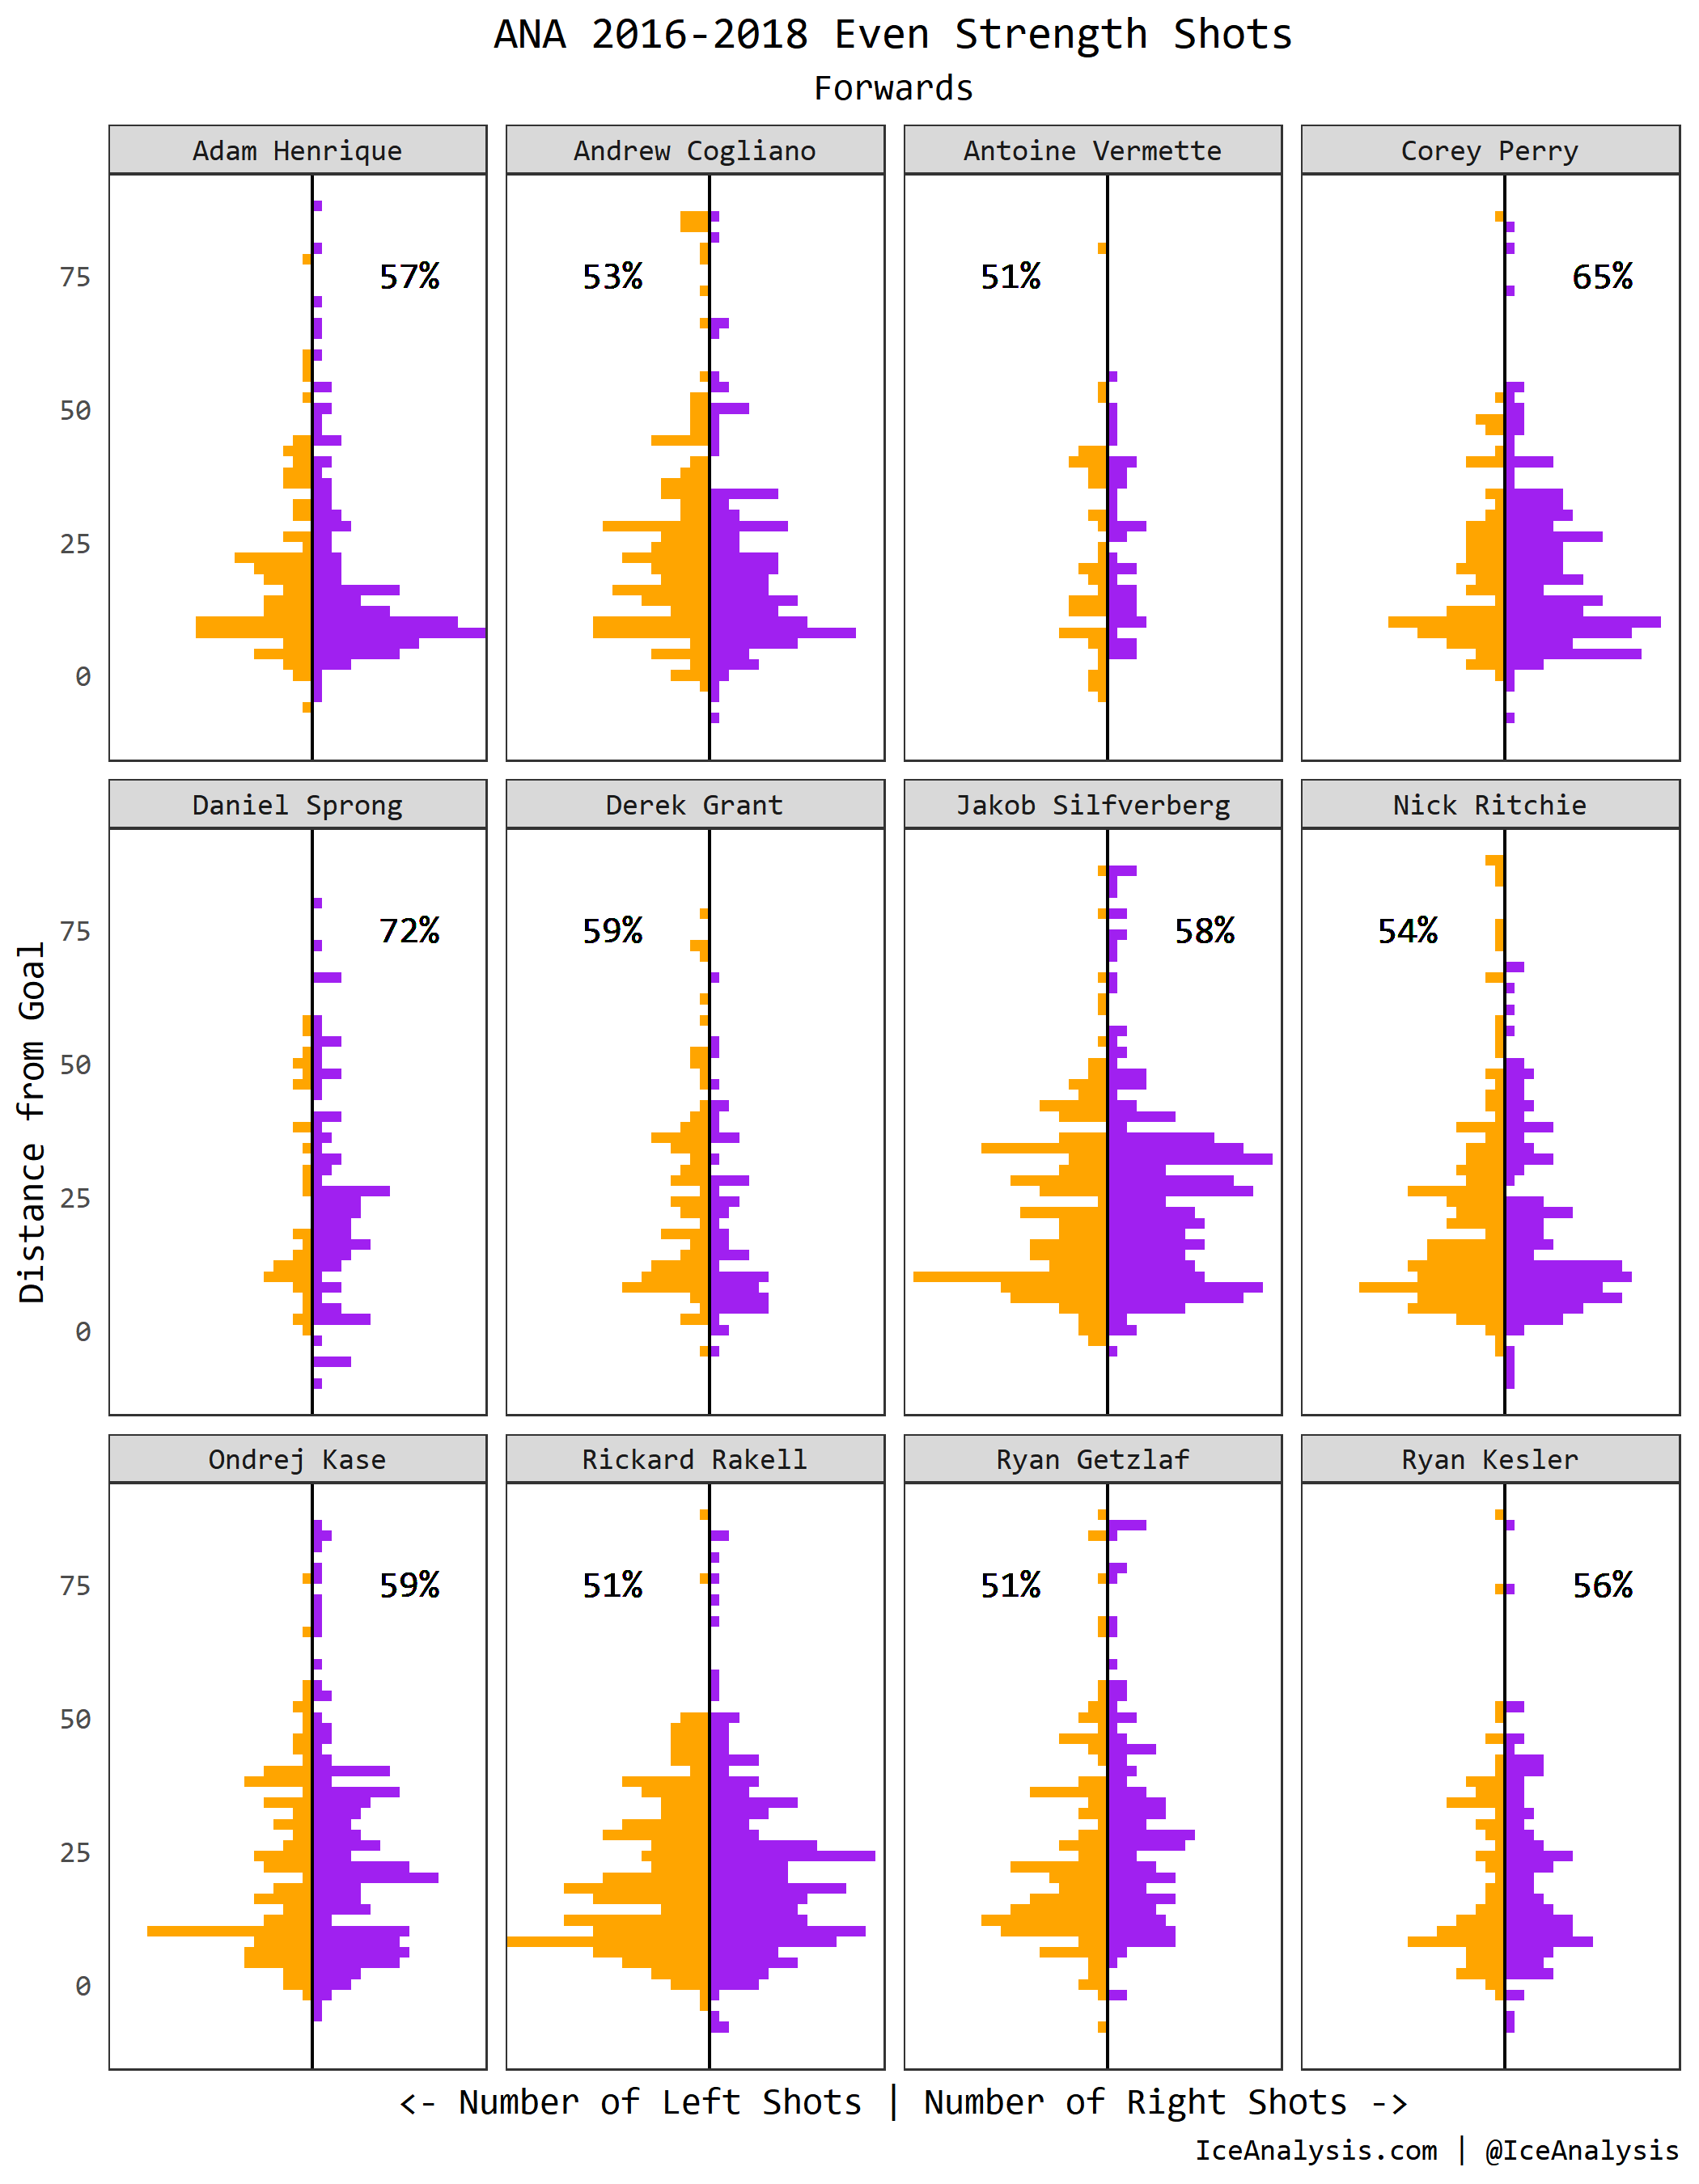 ANA 2016-2018 Even Strength Shots
Forwards
Adam Henrique
Andrew Cogliano
Antoine Vermette
Corey Perry
75
50
25
0
57%
53%
51%
65%
Daniel Sprong
Derek Grant
Jakob Silfverberg
Nick Ritchie
Distance from Goal
75
50
25
0
72%
59%
58%
54%
Ondrej Kase
Rickard Rakell
Ryan Getzlaf
Ryan Kesler
75
50
25
0
59%
51%
51%
56%
<- Number of Left Shots | Number of Right Shots ->
IceAnalysis.com | @IceAnalysis